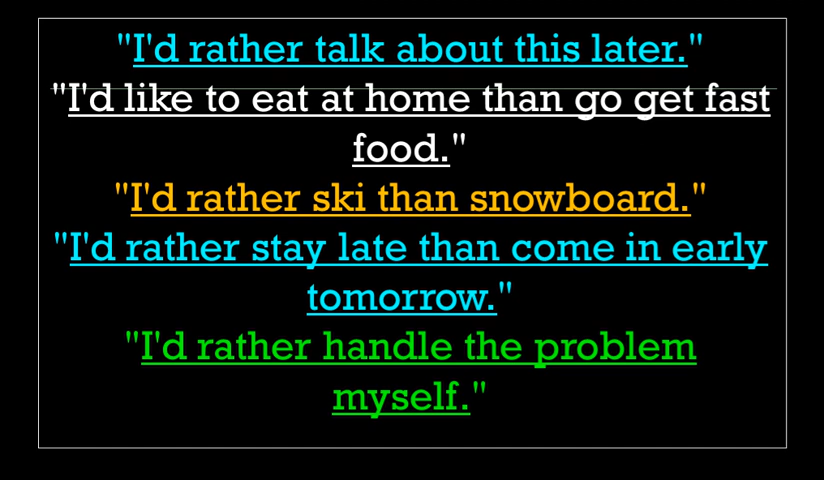 "I'd rather talk about this later."
"I'd like to eat at home than go get fast
food."
"I'd rather ski than snowboard."
"I'd rather stay late than come in early
tomorrow."
"I'd rather handle the problem
myself."